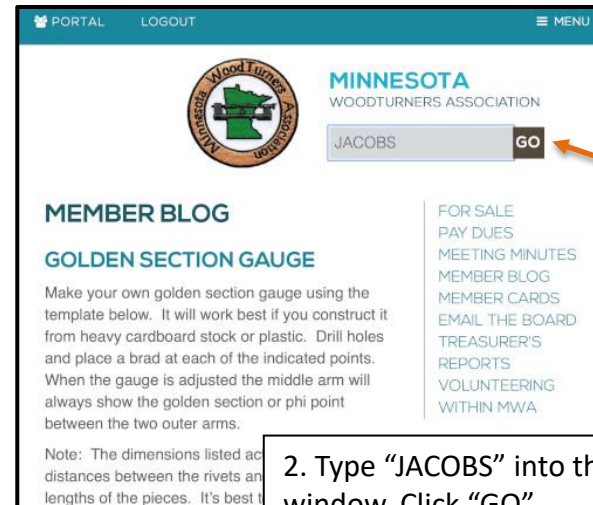 PORTAL LOGOUT MENU
Minnesota WoodTurners Association
MINNESOTA
WOODTURNERS ASSOCIATION
JACOBS GO
MEMBER BLOG
GOLDEN SECTION GAUGE
Make your own golden section gauge using the
template below. It will work best if you construct it
from heavy cardboard stock or plastic. Drill holes
and place a brad at each of the indicated points.
When the gauge is adjusted the middle arm will
always show the golden section or phi point
between the two outer arms.
Note: The dimensions listed
distances between the rivets
lengths of the pieces. It's best
FOR SALE
PAY DUES
MEETING MINUTES
MEMBER BLOG
MEMBER CARDS
EMAIL THE BOARD
TREASURER'S
REPORTS
VOLUNTEERING
WITHIN MWA
2. Type “JACOBS” into
window. Click “GO”